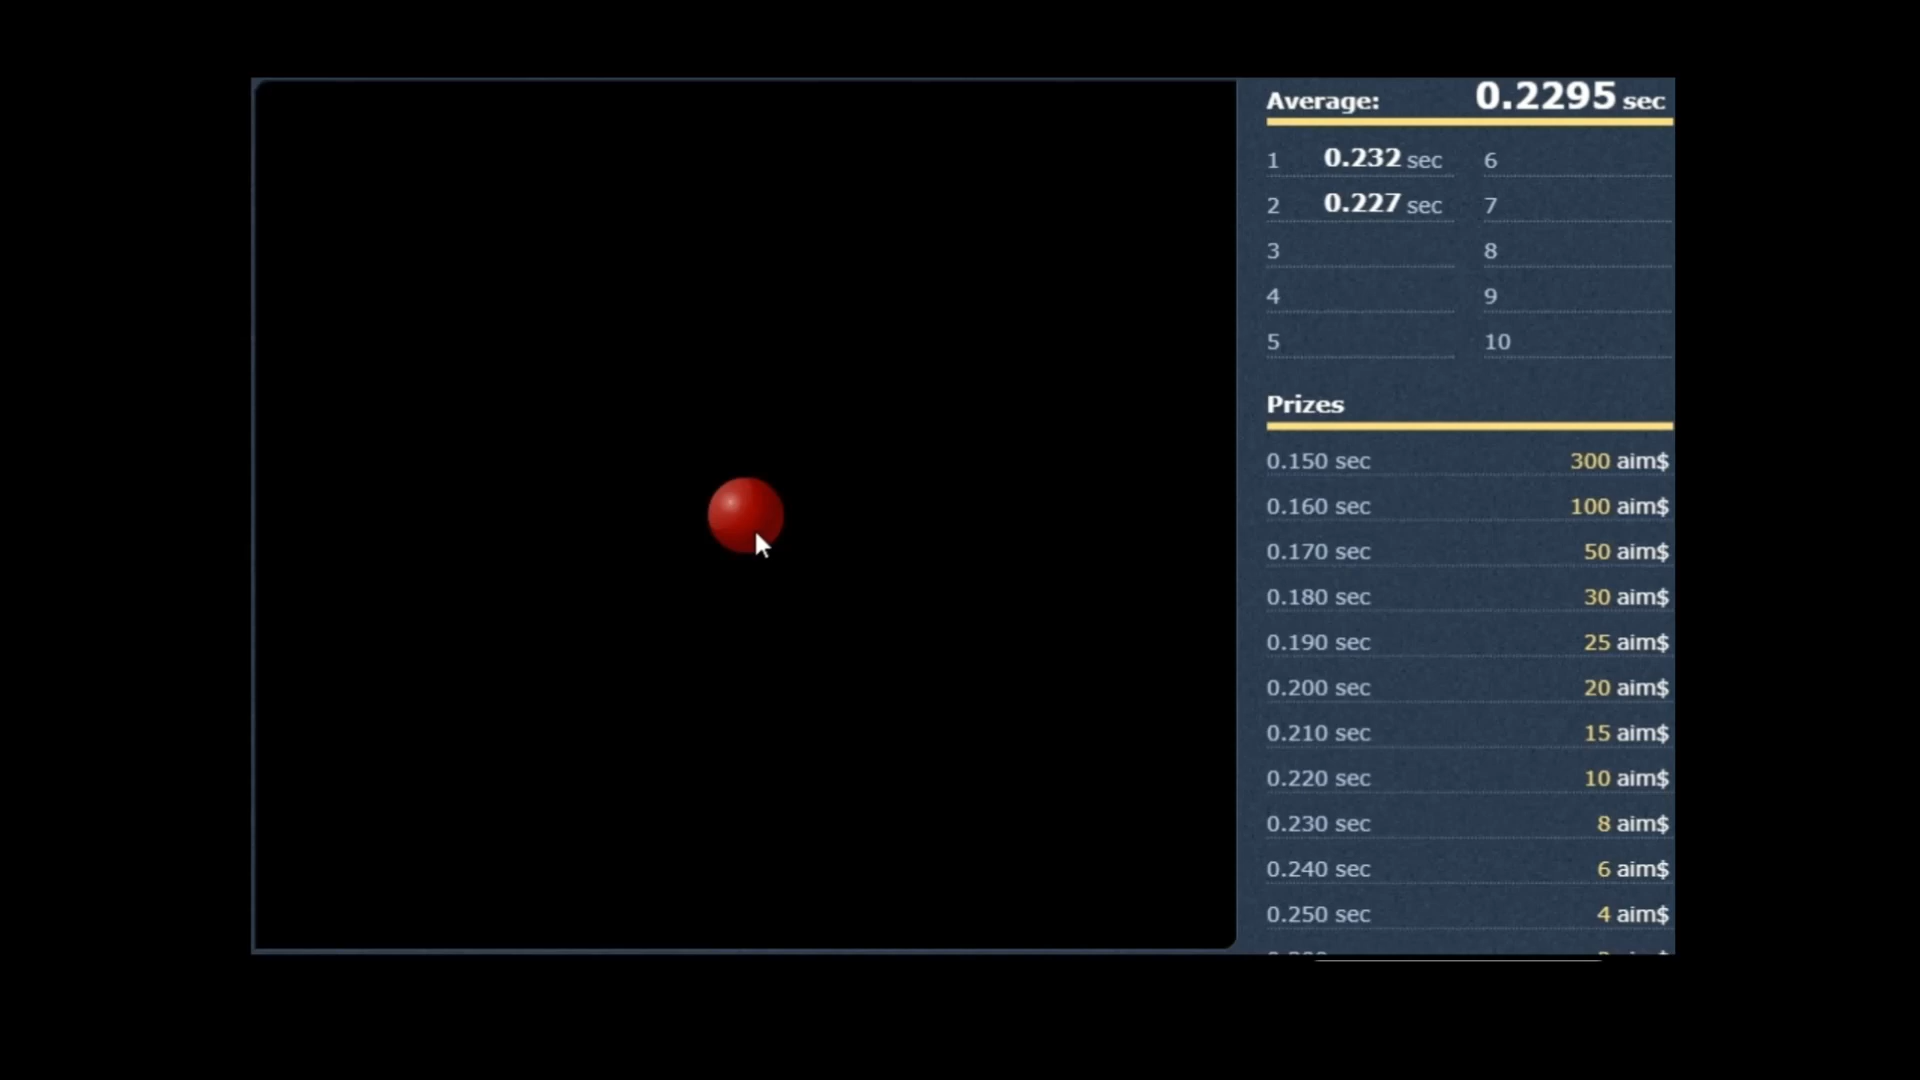 Average: 0.2295 sec
1 0.232 sec 6
2 0.227 sec 7
3 8
4 9
5 10
Prizes
0.150 sec 300 aim$
0.160 sec 100 aim$
0.170 sec 50 aim$
0.180 sec 30 aim$
0.190 sec 25 aim$
0.200 sec 20 aim$
0.210 sec 15 aim$
0.220 sec 10 aim$
0.230 sec 8 aim$
0.240 sec 6 aim$
0.250 sec 4 aim$